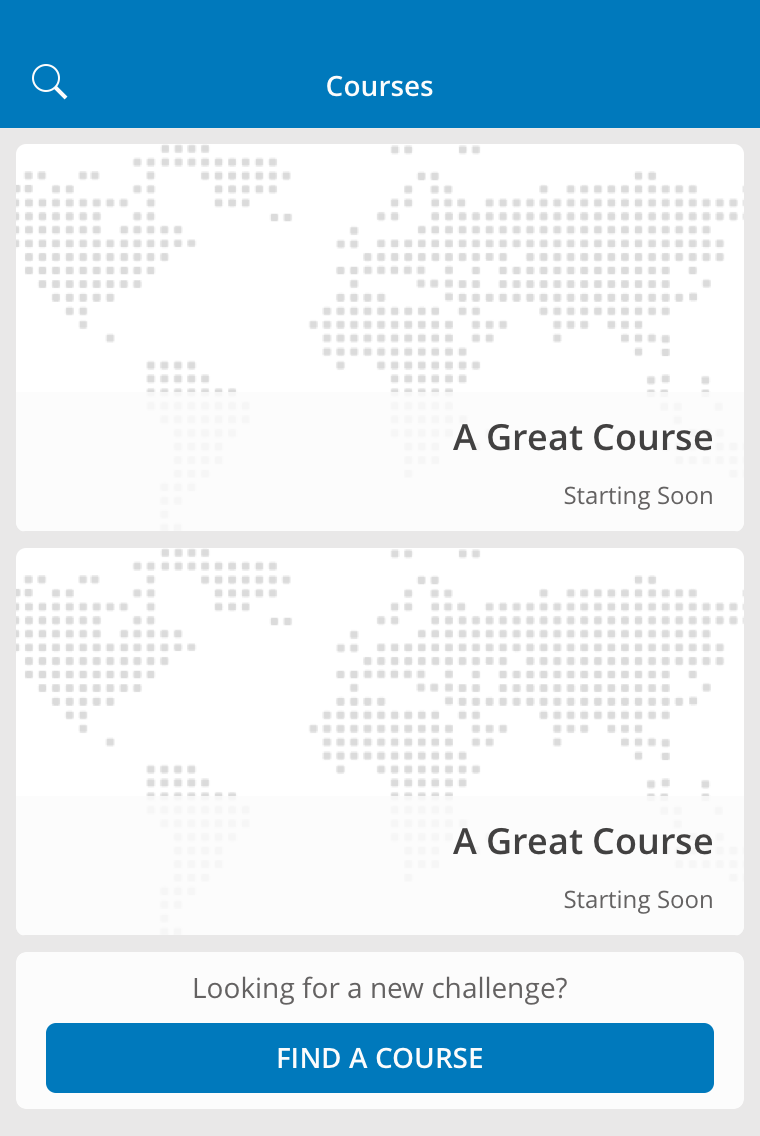 Courses
A Great Course
Starting Soon
A Great Course
Starting Soon
Looking for a new challenge?
FIND A COURSE